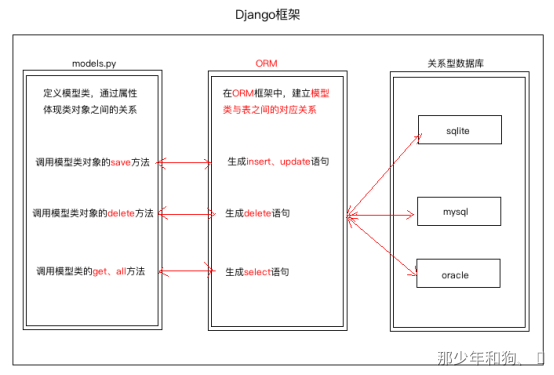 Django框架
models.py
定义模型类，通过属性
体现类对象之间的关系
调用模型类对象的save方法
调用模型类对象的delete方法
调用模型类的get、all方法
ORM
在ORM框架中，建立模型
类与表之间的对应关系
生成insert、update语句
生成delete语句
生成select语句
关系型数据库
sqlite
mysql
oracle
那少年和狗、